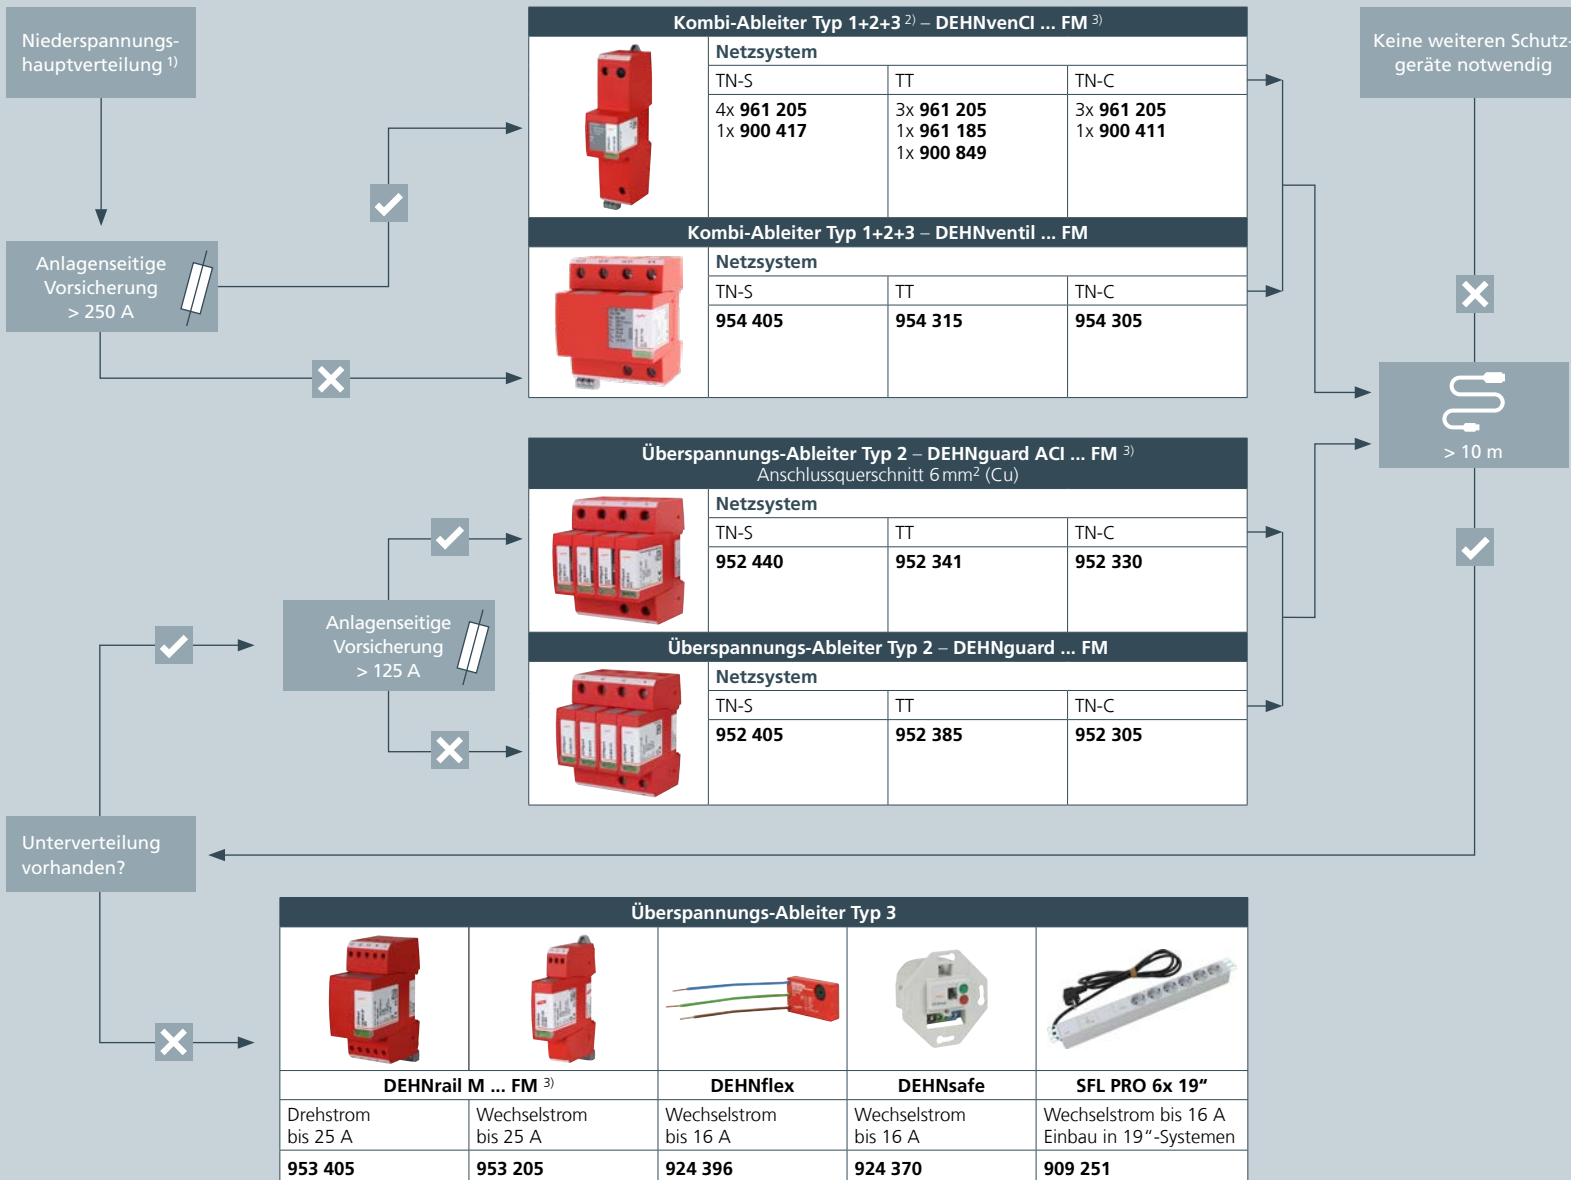 Niederspannungs-
hauptverteilung 1)
Anlagenseitige
Vorsicherung
> 250 A
Kombi-Ableiter Typ 1+2+3 2) – DEHNvenCI ... FM 3)
Netzsystem
TN-S
TT
TN-C
4x 961 205
1x 900 417
3x 961 205
1x 961 185
1x 900 849
3x 961 205
1x 900 411
Kombi-Ableiter Typ 1+2+3 – DEHNventil ... FM
Netzsystem
TN-S
TT
TN-C
954 405
954 315
954 305
Keine weiteren Schutz-
geräte notwendig
> 10 m
Überspannungs-Ableiter Typ 2 – DEHNguard ACI ... FM 3)
Anschlussquerschnitt 6 mm² (Cu)
Netzsystem
TN-S
TT
TN-C
952 440
952 341
952 330
Anlagenseitige
Vorsicherung
> 125 A
Überspannungs-Ableiter Typ 2 – DEHNguard ... FM
Netzsystem
TN-S
TT
TN-C
952 405
952 385
952 305
Unterverteilung
vorhanden?
Überspannungs-Ableiter Typ 3
DEHNrail M ... FM 3)
DEHNflex
DEHNsafe
SFL PRO 6x 19“
Drehstrom
bis 25 A
Wechselstrom
bis 25 A
Wechselstrom
bis 16 A
Wechselstrom
bis 16 A
Wechselstrom bis 16 A
Einbau in 19“-Systemen
953 405
953 205
924 396
924 370
909 251